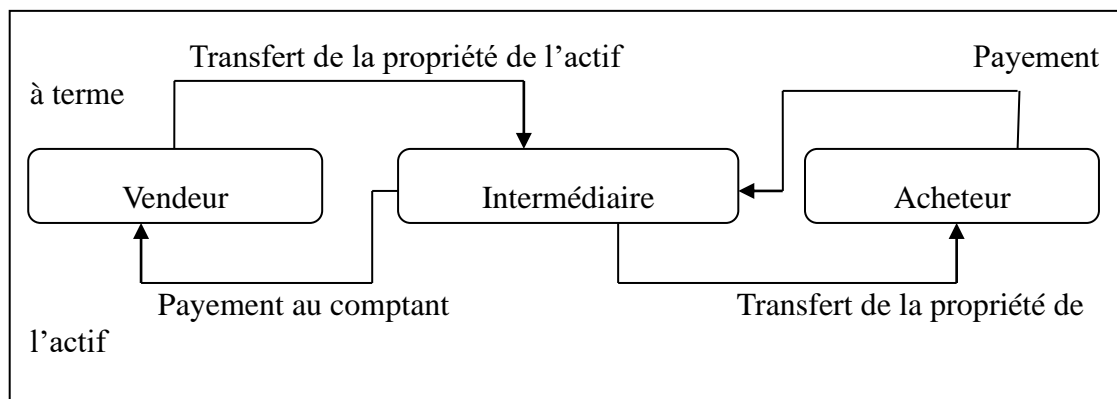 Transfert de la propriété de l’actif Payement
à terme
Vendeur Intermédiaire Acheteur
Payement au comptant Transfert de la propriété de
l’actif